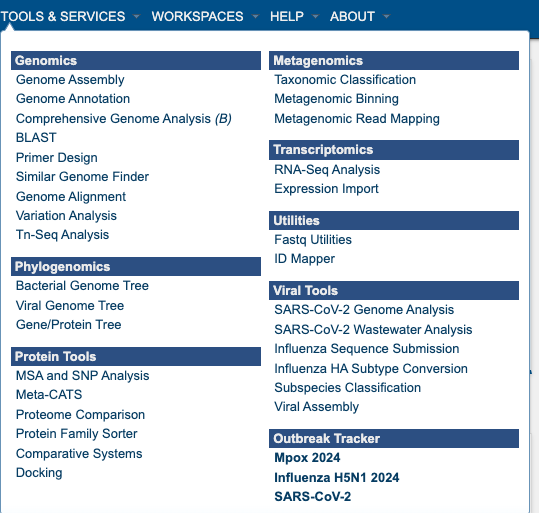 TOOLS & SERVICES WORKSPACES HELP ABOUT
Genomics
Genome Assembly
Genome Annotation
Comprehensive Genome Analysis (B)
BLAST
Primer Design
Similar Genome Finder
Genome Alignment
Variation Analysis
Tn-Seq Analysis
Phylogenomics
Bacterial Genome Tree
Viral Genome Tree
Gene/Protein Tree
Protein Tools
MSA and SNP Analysis
Meta-CATS
Proteome Comparison
Protein Family Sorter
Comparative Systems
Docking
Metagenomics
Taxonomic Classification
Metagenomic Binning
Metagenomic Read Mapping
Transcriptomics
RNA-Seq Analysis
Expression Import
Utilities
Fastq Utilities
ID Mapper
Viral Tools
SARS-CoV-2 Genome Analysis
SARS-CoV-2 Wastewater Analysis
Influenza Sequence Submission
Influenza HA Subtype Conversion
Subspecies Classification
Viral Assembly
Outbreak Tracker
Mpox 2024
Influenza H5N1 2024
SARS-CoV-2